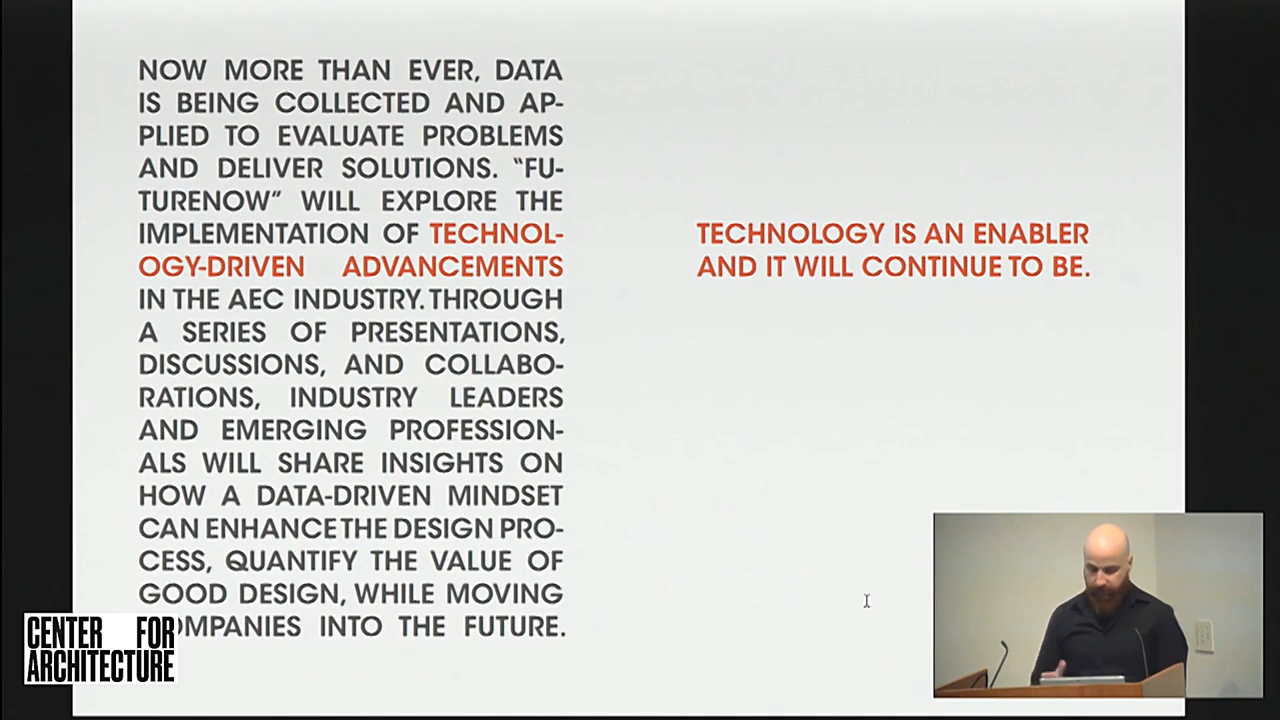 NOW MORE THAN EVER, DATA
IS BEING COLLECTED AND AP-
PLIED TO EVALUATE PROBLEMS
AND DELIVER SOLUTIONS. “FU-
TURENOW” WILL EXPLORE THE
IMPLEMENTATION OF TECHNOL-
OGY-DRIVEN ADVANCEMENTS
IN THE AEC INDUSTRY. THROUGH
A SERIES OF PRESENTATIONS,
DISCUSSIONS, AND COLLABO-
RATIONS, INDUSTRY LEADERS
AND EMERGING PROFESSION-
ALS WILL SHARE INSIGHTS ON
HOW A DATA-DRIVEN MINDSET
CAN ENHANCE THE DESIGN PRO-
CESS, QUANTIFY THE VALUE OF
GOOD DESIGN, WHILE MOVING
COMPANIES INTO THE FUTURE.
TECHNOLOGY IS AN ENABLER
AND IT WILL CONTINUE TO BE.
CENTER FOR
ARCHITECTURE